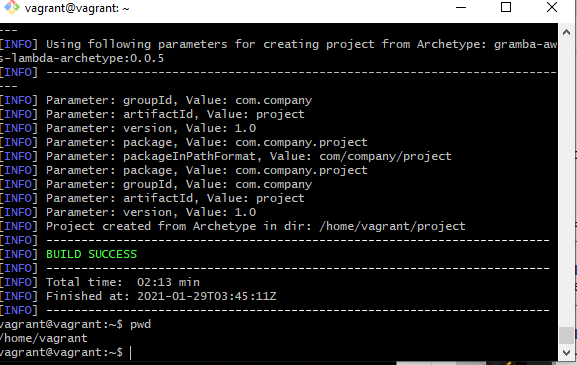 vagrant@vagrant: ~
---
[INFO] Using following parameters for creating project from Archetype: gramba-aw
s-lambda-archetype:0.0.5
[INFO] ------------------------------------------------------------------------
---
[INFO] Parameter: groupId, Value: com.company
[INFO] Parameter: artifactId, Value: project
[INFO] Parameter: version, Value: 1.0
[INFO] Parameter: package, Value: com.company.project
[INFO] Parameter: packageInPathFormat, Value: com/company/project
[INFO] Parameter: package, Value: com.company.project
[INFO] Parameter: groupId, Value: com.company
[INFO] Parameter: artifactId, Value: project
[INFO] Parameter: version, Value: 1.0
[INFO] Project created from Archetype in dir: /home/vagrant/project
[INFO] ------------------------------------------------------------------------
[INFO] BUILD SUCCESS
[INFO] ------------------------------------------------------------------------
[INFO] Total time:  02:13 min
[INFO] Finished at: 2021-01-29T03:45:11Z
[INFO] ------------------------------------------------------------------------
vagrant@vagrant:~$ pwd
/home/vagrant
vagrant@vagrant:~$